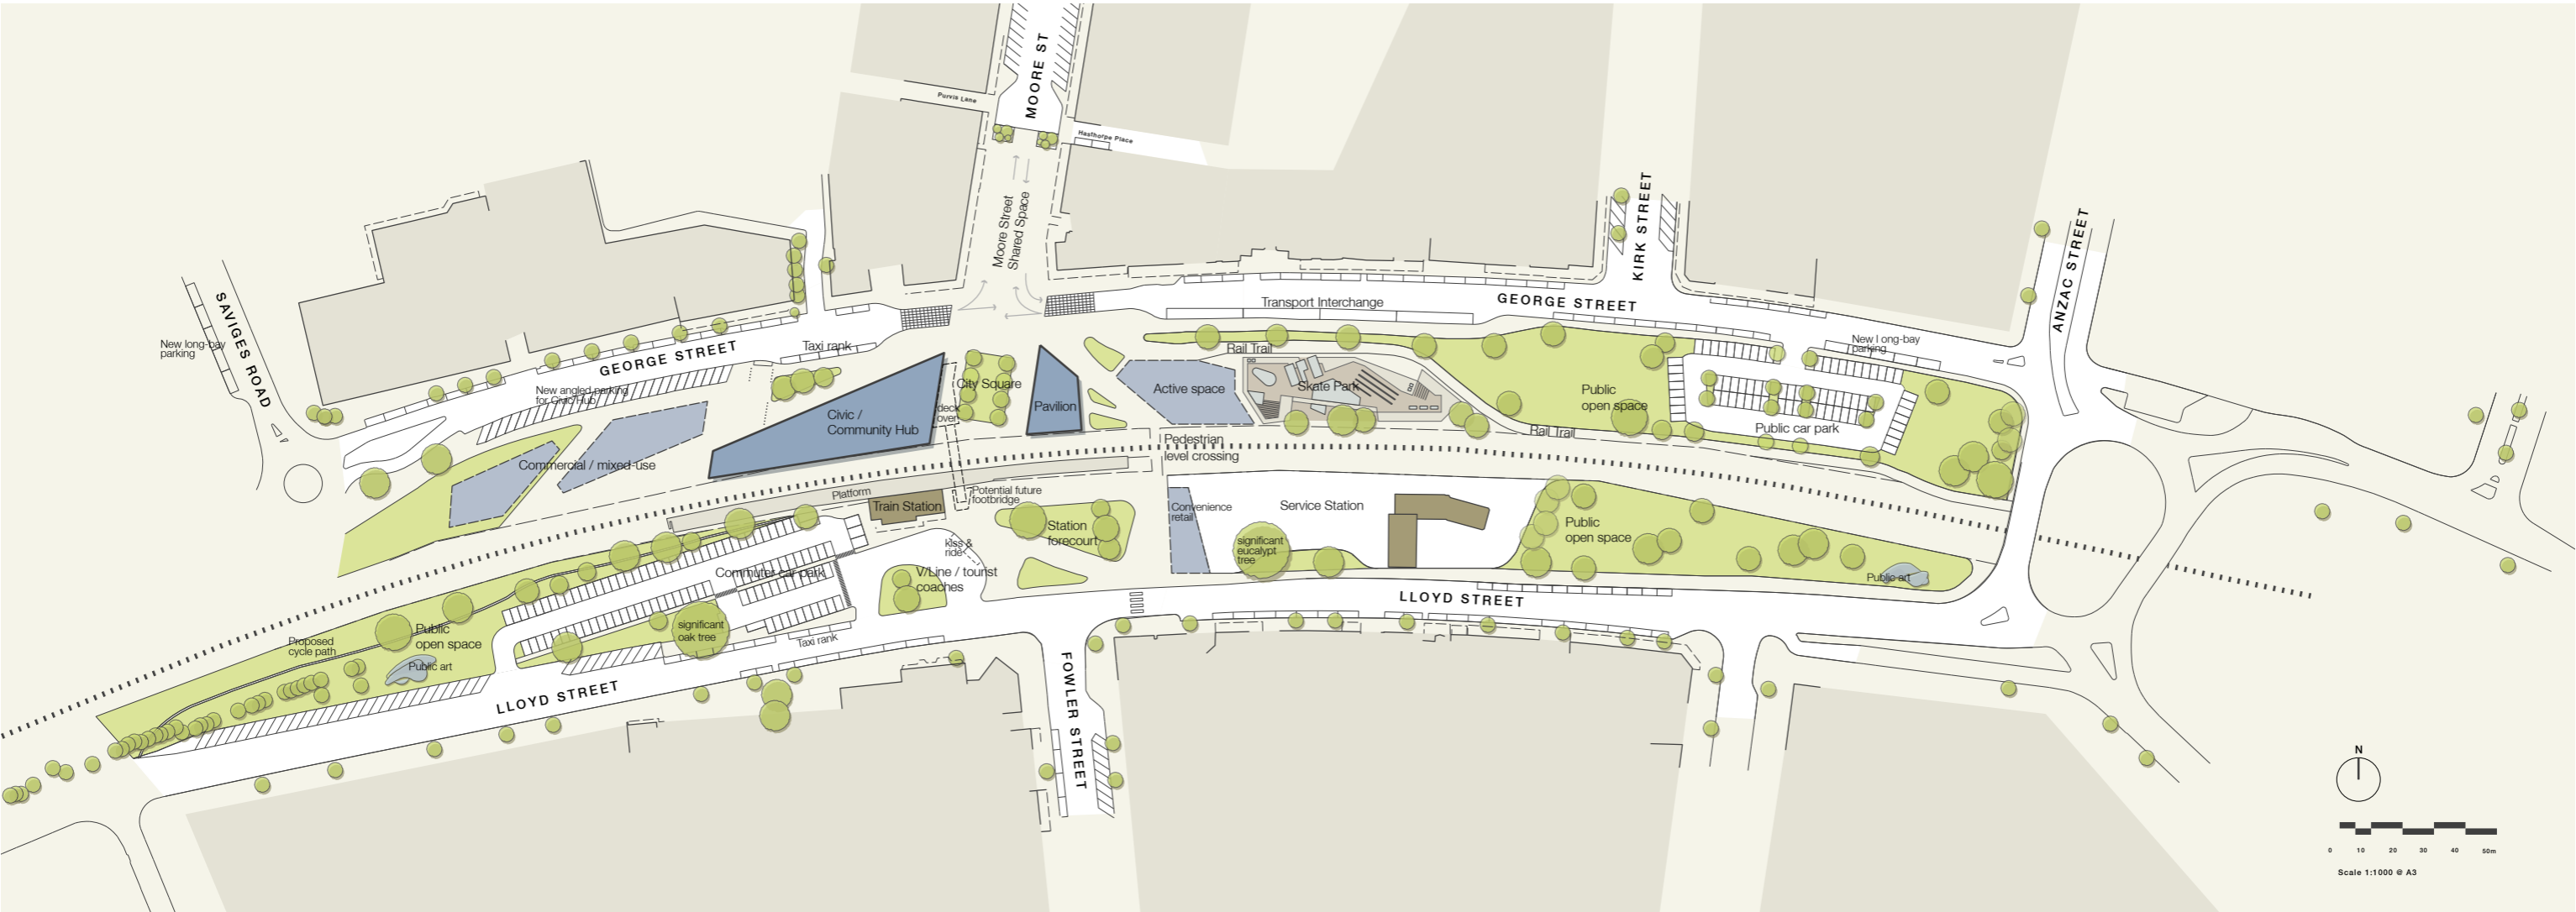 MOORE ST
Purvis Lane
Hasthorpe Place
Moore Street
Shared Space
KIRK STREET
ANZAC STREET
SAVIGES ROAD
New long-bay
parking
GEORGE STREET
Taxi rank
New angled parking
for Civic Hub
Transport Interchange
GEORGE STREET
New l ong-bay
parking
Rail Trail
City Square
deck
over
Pavilion
Active space
Skate Park
Public
open space
Public car park
Rail Trail
Civic /
Community Hub
Commercial / mixed-use
Pedestrian
level crossing
Platform
Train Station
Potential future
footbridge
Station
forecourt
kiss &
ride
V/Line / tourist
coaches
Convenience
retail
Service Station
significant
eucalypt
tree
Public
open space
Public art
Commuter car park
significant
oak tree
Taxi rank
Proposed
cycle path
Public
open space
Public art
LLOYD STREET
LLOYD STREET
FOWLER STREET
N
0 10 20 30 40 50m
Scale 1:1000 @ A3